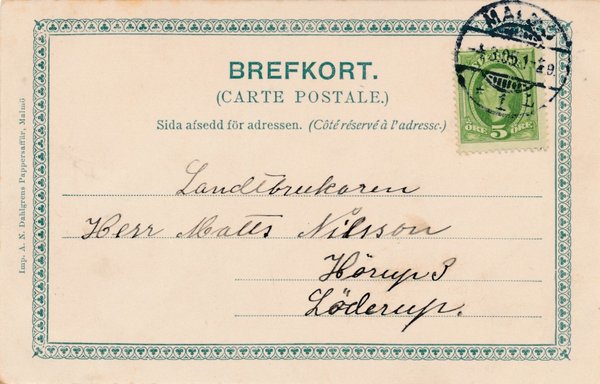 MALMÖ
BREFKORT.
(CARTE POSTALE.)
Sida afsedd för adressen. (Côté réservé à l'adresse.)
ÖRE 5 ÖRE
Landtbrukaren
Herr Matts Nilsson
Hörup 3
Löderup.
Imp. A. N. Dahlgrens Pappersaffär, Malmö